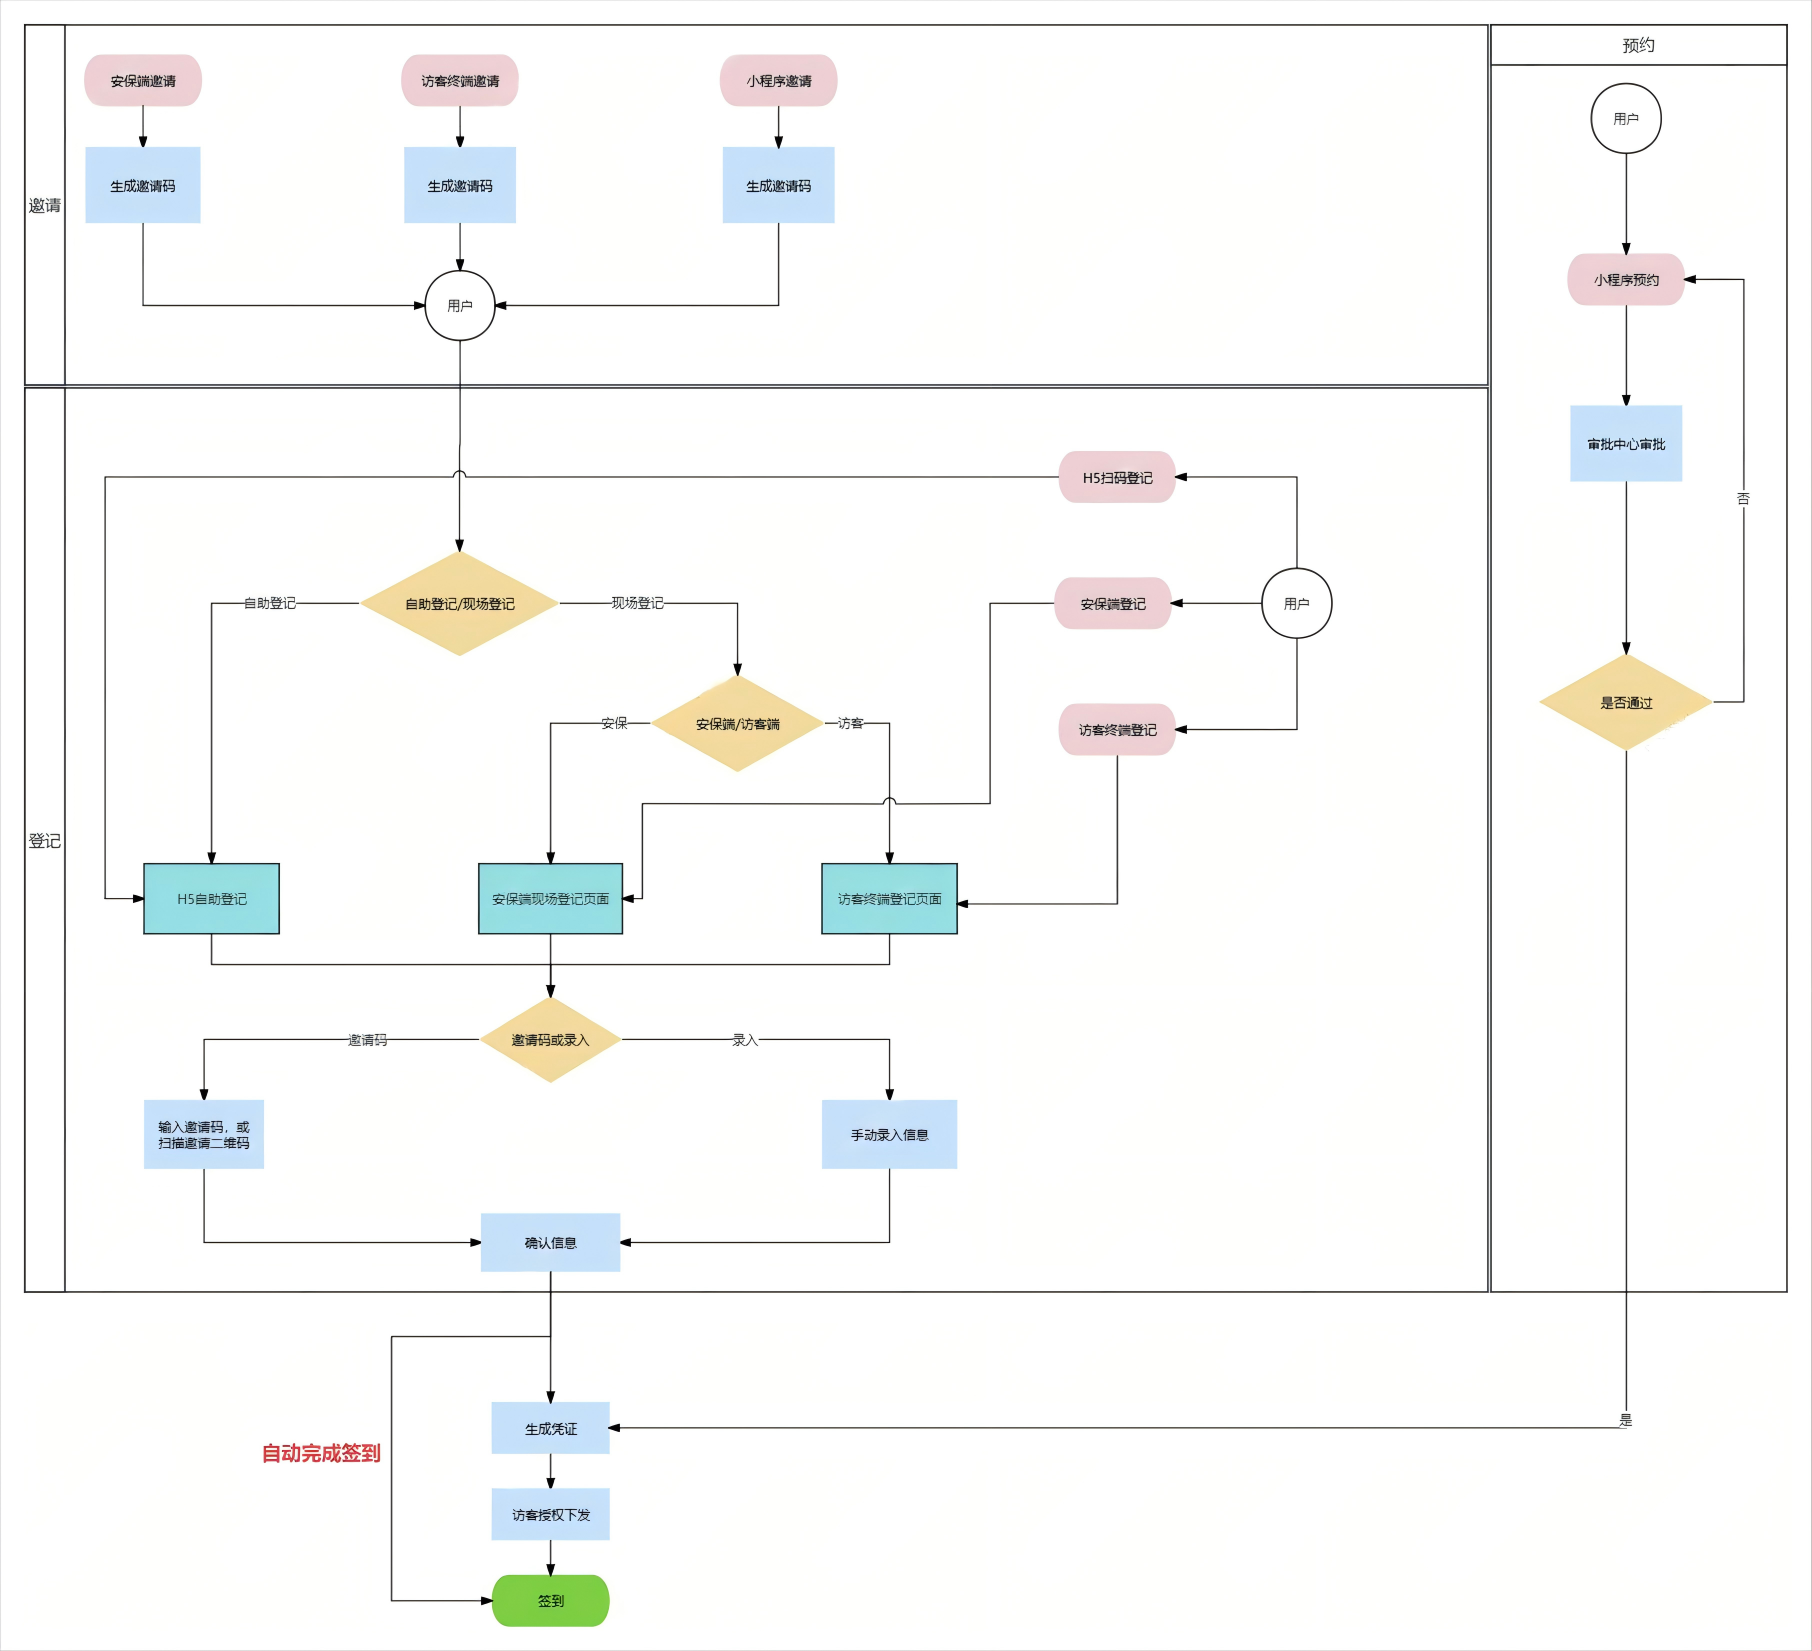 邀请
安保端邀请
访客终端邀请
小程序邀请
生成邀请码
生成邀请码
生成邀请码
用户
登记
H5扫码登记
自助登记
自助登记/现场登记
现场登记
安保端登记
用户
安保
安保端/访客端
访客
访客终端登记
H5自助登记
安保端现场登记页面
访客终端登记页面
邀请码
邀请码或录入
录入
输入邀请码，或
扫描邀请二维码
手动录入信息
确认信息
预约
用户
小程序预约
审批中心审批
否
是否通过
是
生成凭证
自动完成签到
访客授权下发
签到